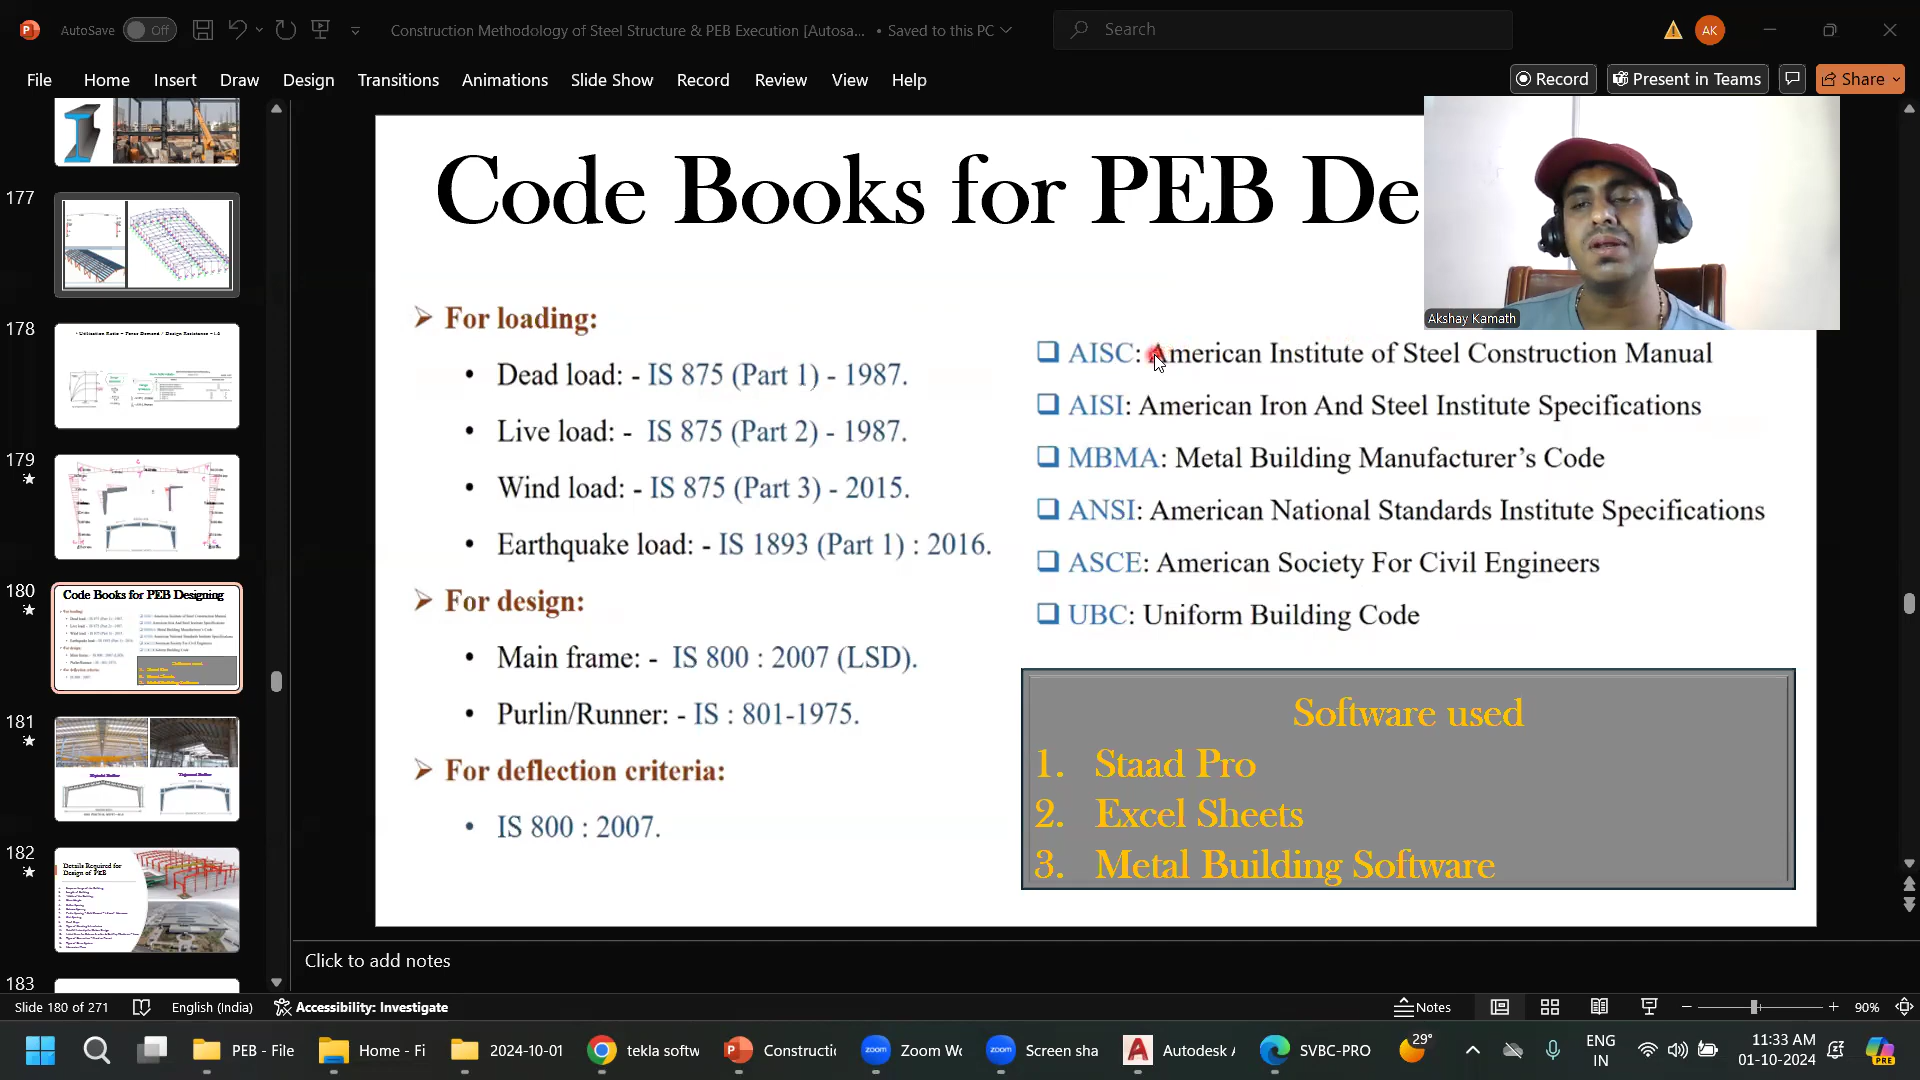 AutoSave Off
Construction Methodology of Steel Structure & PEB Execution [Autosa... • Saved to this PC
Search
AK
File Home Insert Draw Design Transitions Animations Slide Show Record Review View Help
Record Present in Teams Share
177
178
179
180
181
182
183
Code Books for PEB Designing
Details Required for
Design of PEB
Code Books for PEB De
Akshay Kamath
For loading:
• Dead load: - IS 875 (Part 1) - 1987.
• Live load: - IS 875 (Part 2) - 1987.
• Wind load: - IS 875 (Part 3) - 2015.
• Earthquake load: - IS 1893 (Part 1) : 2016.
For design:
• Main frame: - IS 800 : 2007 (LSD).
• Purlin/Runner: - IS : 801-1975.
For deflection criteria:
• IS 800 : 2007.
AISC: American Institute of Steel Construction Manual
AISI: American Iron And Steel Institute Specifications
MBMA: Metal Building Manufacturer’s Code
ANSI: American National Standards Institute Specifications
ASCE: American Society For Civil Engineers
UBC: Uniform Building Code
Software used
1. Staad Pro
2. Excel Sheets
3. Metal Building Software
Click to add notes
Slide 180 of 271 English (India) Accessibility: Investigate Notes 90%
PEB - File Home - Fi 2024-10-01 tekla softw Constructic Zoom Wo Screen sha Autodesk A SVBC-PRO 29° ENG IN 11:33 AM 01-10-2024